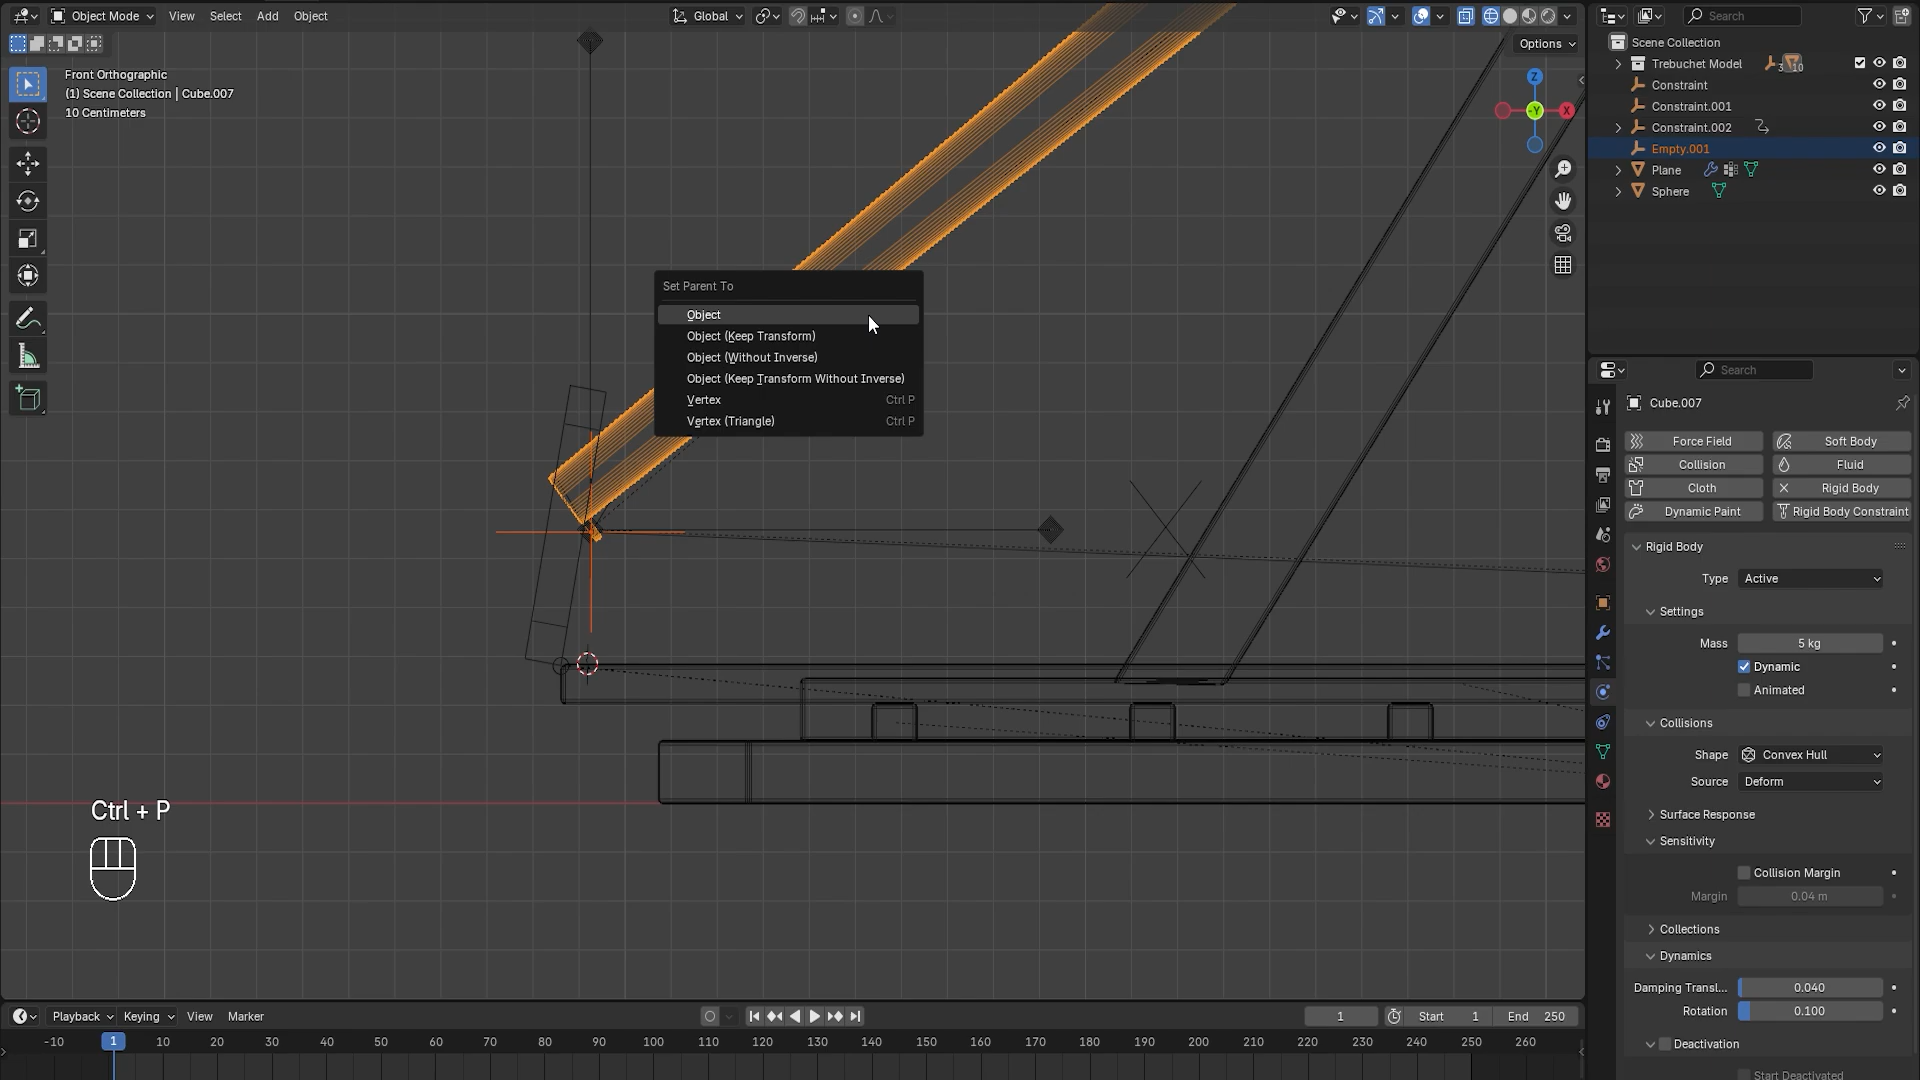 Object Mode View Select Add Object Global
Options
Front Orthographic
(1) Scene Collection | Cube.007
10 Centimeters
Z
-Y
X
Set Parent To
Object
Object (Keep Transform)
Object (Without Inverse)
Object (Keep Transform Without Inverse)
Vertex Ctrl P
Vertex (Triangle) Ctrl P
Ctrl + P
Playback Keying View Marker 1 Start 1 End 250
-10 1 10 20 30 40 50 60 70 80 90 100 110 120 130 140 150 160 170 180 190 200 210 220 230 240 250 260
Search
Scene Collection
Trebuchet Model 3 10
Constraint
Constraint.001
Constraint.002
Empty.001
Plane
Sphere
Search
Cube.007
Force Field Soft Body
Collision Fluid
Cloth Rigid Body
Dynamic Paint Rigid Body Constraint
Rigid Body
Type Active
Settings
Mass 5 kg
Dynamic
Animated
Collisions
Shape Convex Hull
Source Deform
Surface Response
Sensitivity
Collision Margin
Margin 0.04 m
Collections
Dynamics
Damping Transl... 0.040
Rotation 0.100
Deactivation
Start Deactivated